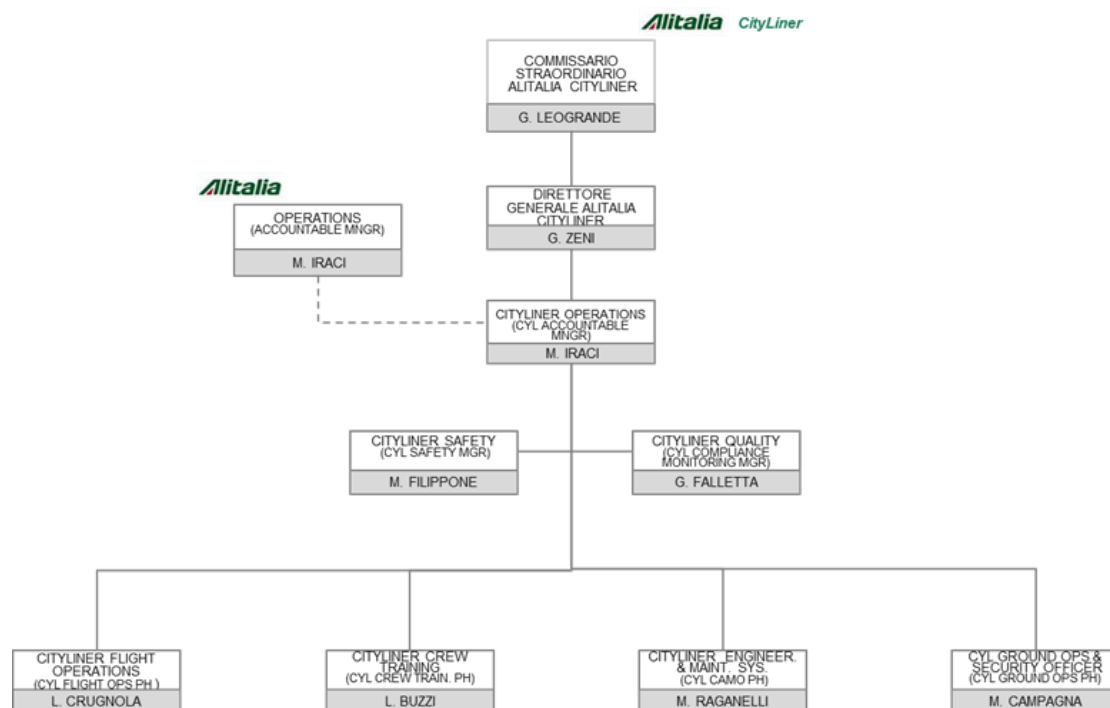 Alitalia CityLiner
COMMISSARIO
STRAORDINARIO
ALITALIA CITYLINER
G. LEOGRANDE
Alitalia
OPERATIONS
(ACCOUNTABLE MNGR)
M. IRACI
DIRETTORE
GENERALE ALITALIA
CITYLINER
G. ZENI
CITYLINER OPERATIONS
(CYL ACCOUNTABLE
MNGR)
M. IRACI
CITYLINER SAFETY
(CYL SAFETY MGR)
M. FILIPPONE
CITYLINER QUALITY
(CYL COMPLIANCE
MONITORING MGR)
G. FALLETTA
CITYLINER FLIGHT
OPERATIONS
(CYL FLIGHT OPS PH )
L. CRUGNOLA
CITYLINER CREW
TRAINING
(CYL CREW TRAIN. PH)
L. BUZZI
CITYLINER ENGINEER.
& MAINT. SYS.
(CYL CAMO PH)
M. RAGANELLI
CYL GROUND OPS &
SECURITY OFFICER
(CYL GROUND OPS PH)
M. CAMPAGNA